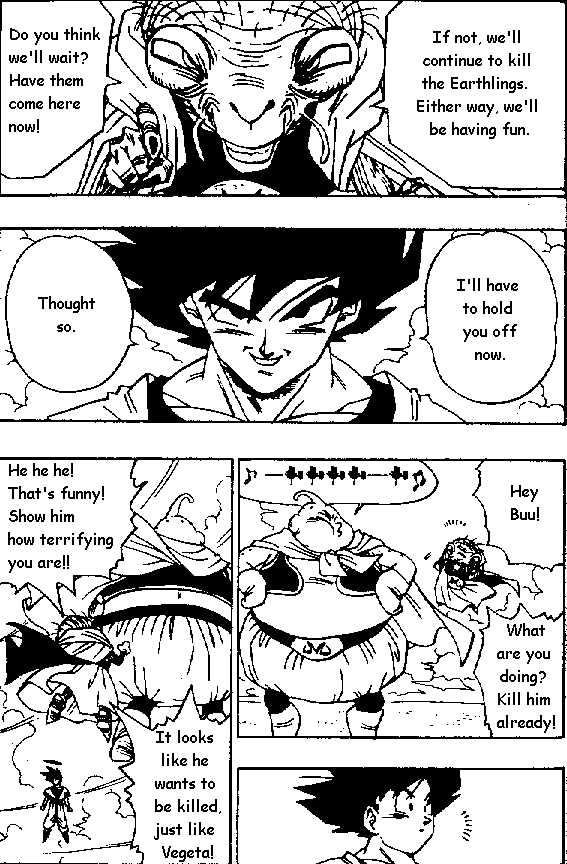 Do you think
we'll wait?
Have them
come here
now!
If not, we'll
continue to kill
the Earthlings.
Either way, we'll
be having fun.
Thought
so.
I'll have
to hold
you off
now.
He he he!
That's funny!
Show him
how terrifying
you are!!
It looks
like he
wants to
be killed,
just like
Vegeta!
Hey
Buu!
What
are you
doing?
Kill him
already!